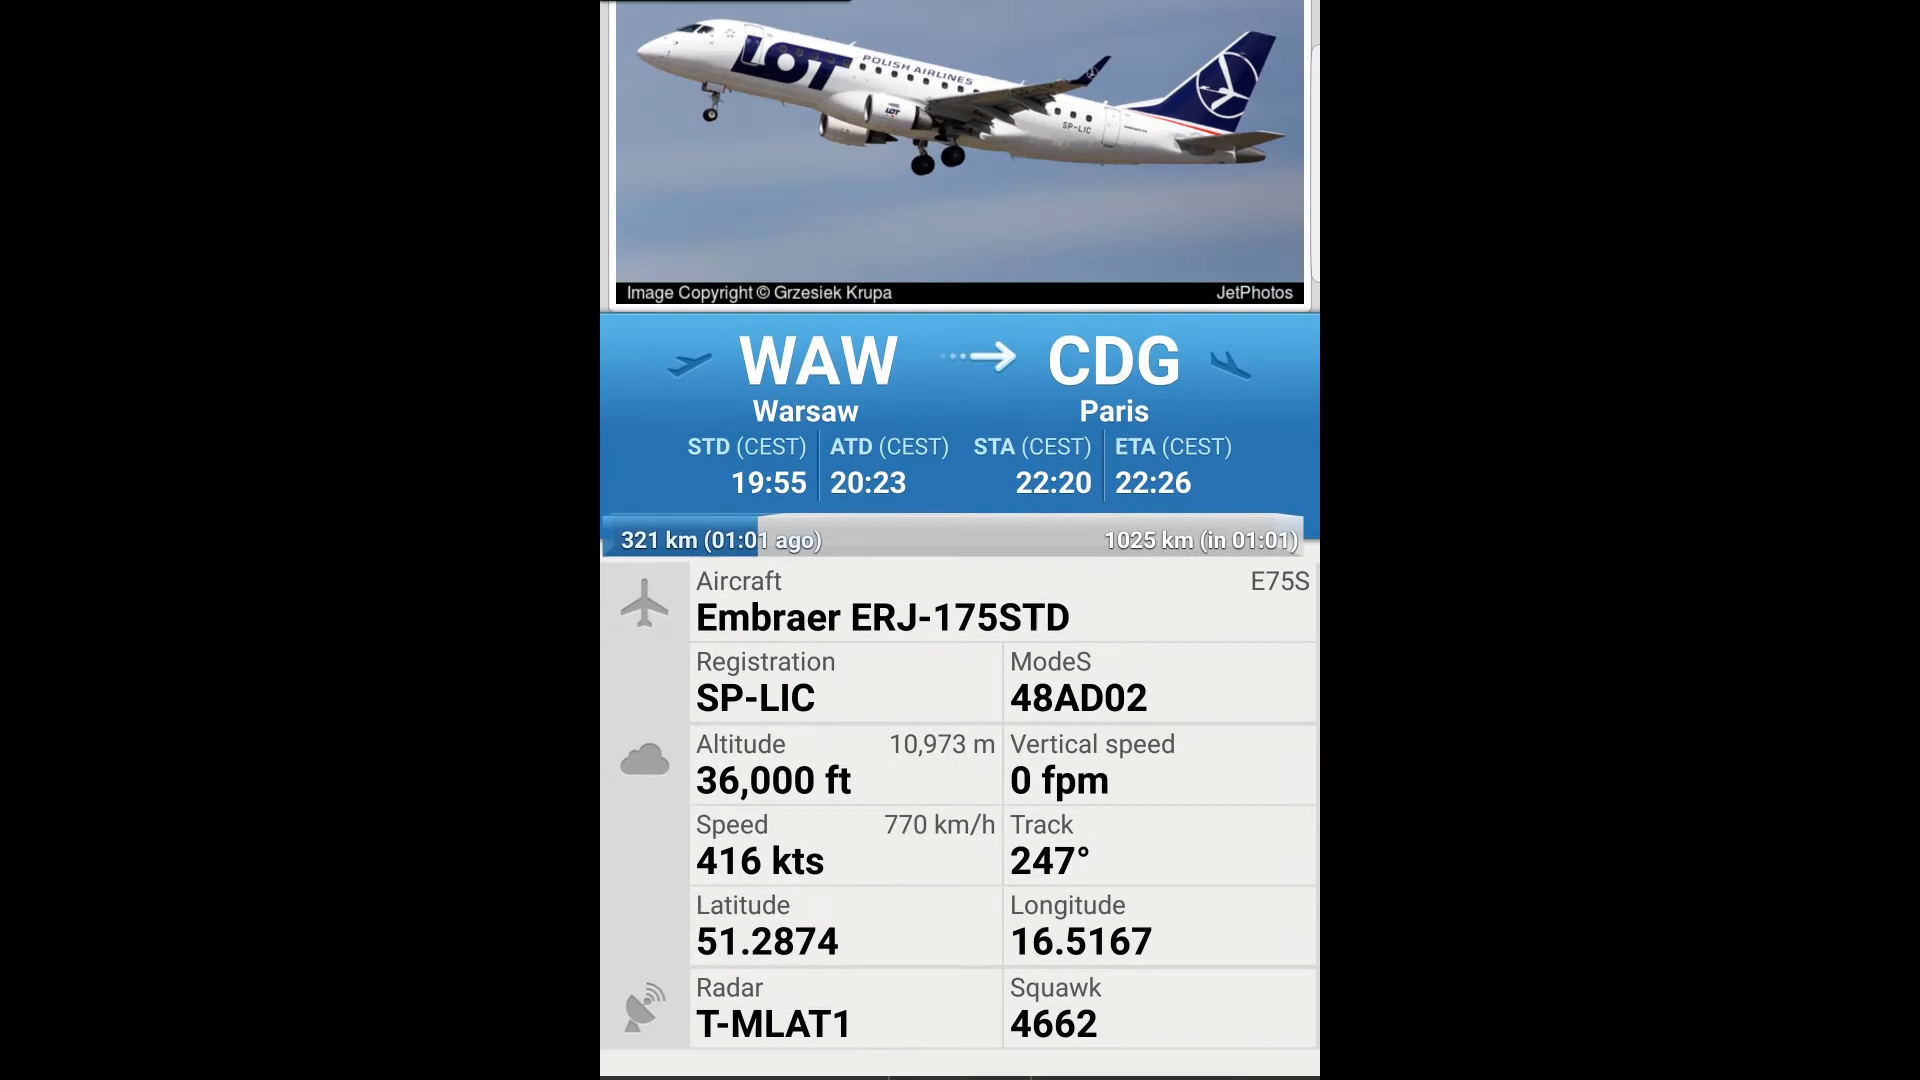 LOT POLISH AIRLINES
LOT
SP-LIC
Image Copyright © Grzesiek Krupa JetPhotos
WAW CDG
Warsaw Paris
STD (CEST) ATD (CEST) STA (CEST) ETA (CEST)
19:55 20:23 22:20 22:26
321 km (01:01 ago) 1025 km (in 01:01)
Aircraft E75S
Embraer ERJ-175STD
Registration ModeS
SP-LIC 48AD02
Altitude 10,973 m Vertical speed
36,000 ft 0 fpm
Speed 770 km/h Track
416 kts 247°
Latitude Longitude
51.2874 16.5167
Radar Squawk
T-MLAT1 4662